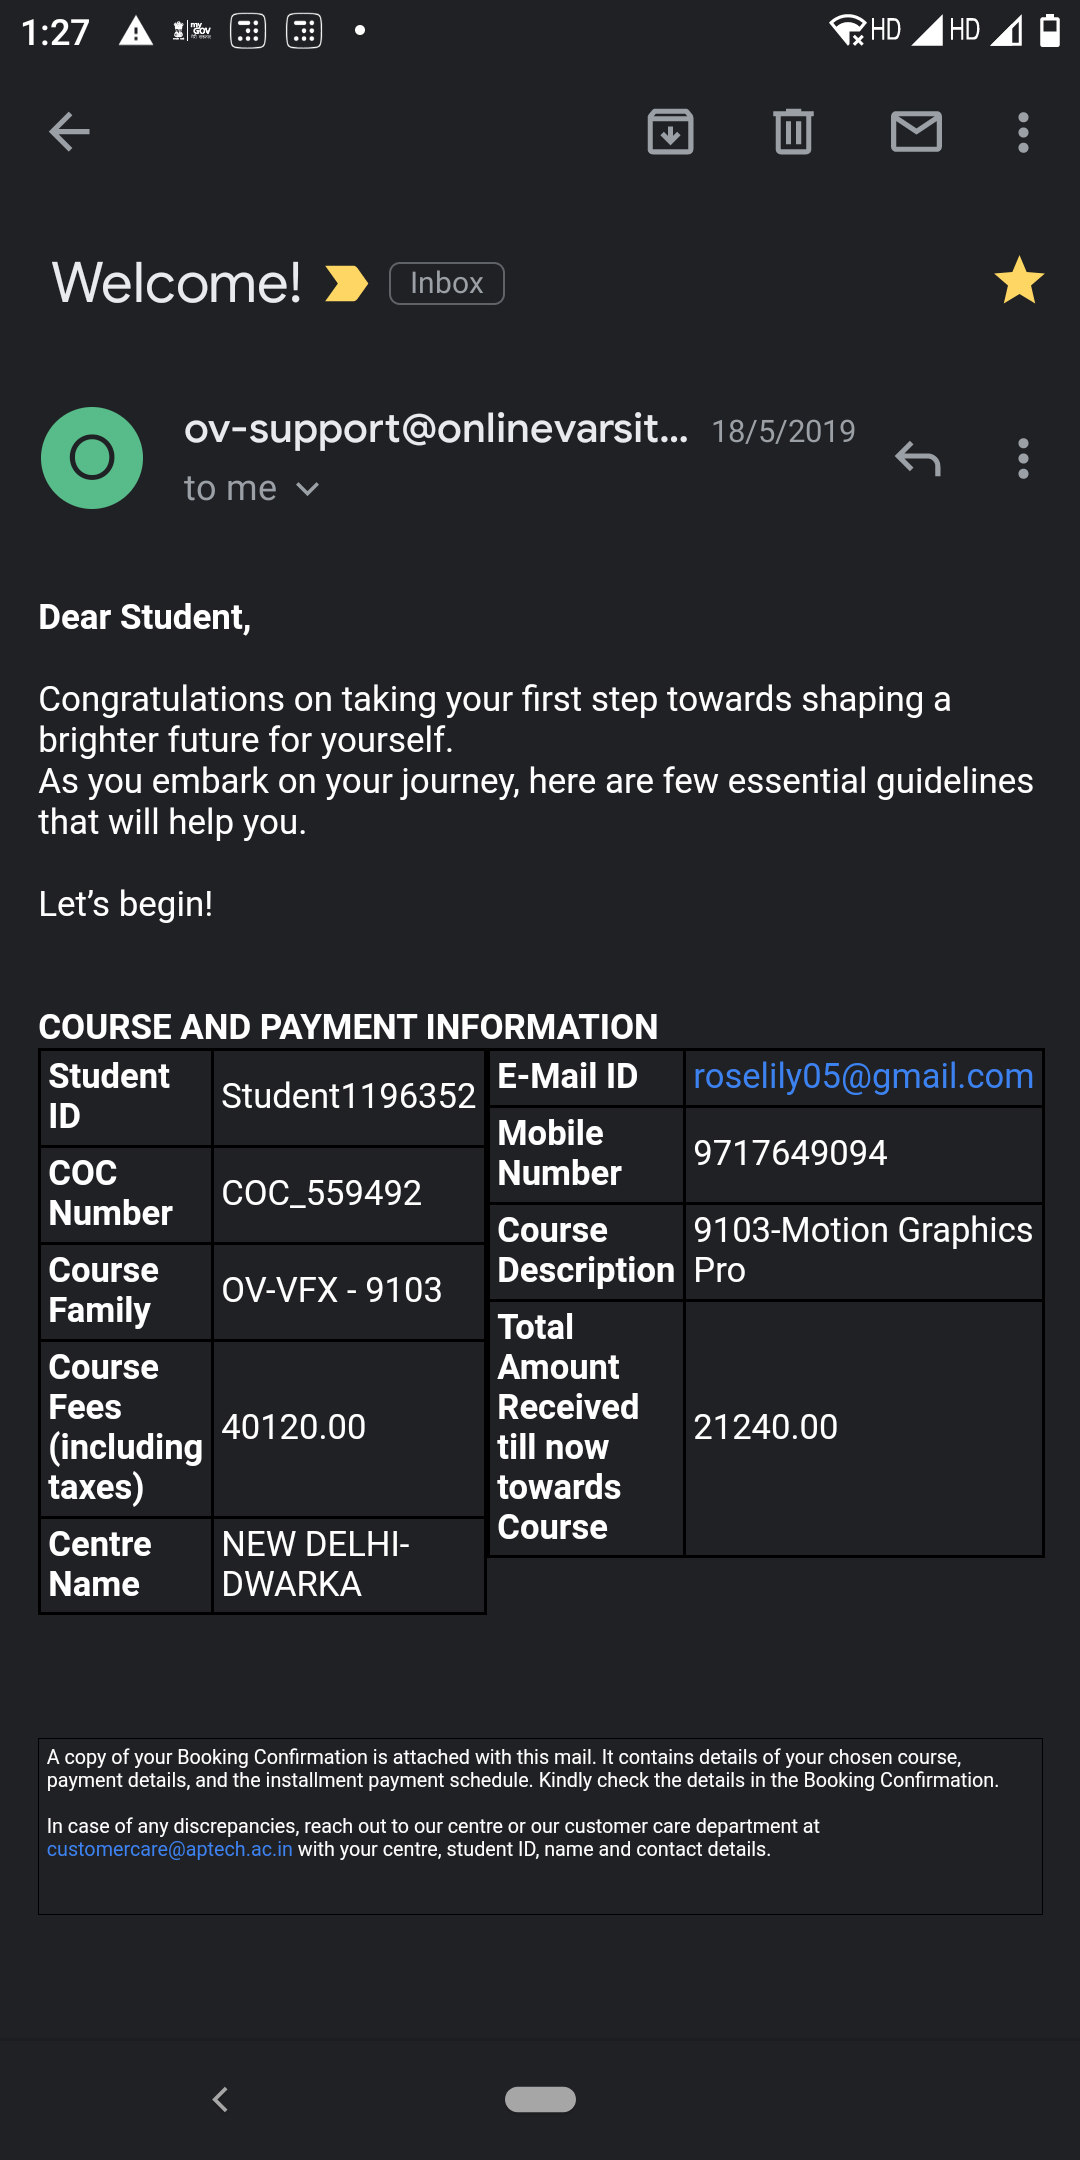 1:27
my
GOV
HD
HD
Welcome!
Inbox
O
ov-support@onlinevarsit...
18/5/2019
to me
Dear Student,
Congratulations on taking your first step towards shaping a
brighter future for yourself.
As you embark on your journey, here are few essential guidelines
that will help you.
Let’s begin!
COURSE AND PAYMENT INFORMATION
Student
ID
Student1196352
COC
Number
COC_559492
Course
Family
OV-VFX - 9103
Course
Fees
(including
taxes)
40120.00
Centre
Name
NEW DELHI-
DWARKA
E-Mail ID
roselily05@gmail.com
Mobile
Number
9717649094
Course
Description
9103-Motion Graphics
Pro
Total
Amount
Received
till now
towards
Course
21240.00
A copy of your Booking Confirmation is attached with this mail. It contains details of your chosen course,
payment details, and the installment payment schedule. Kindly check the details in the Booking Confirmation.
In case of any discrepancies, reach out to our centre or our customer care department at
customercare@aptech.ac.in with your centre, student ID, name and contact details.